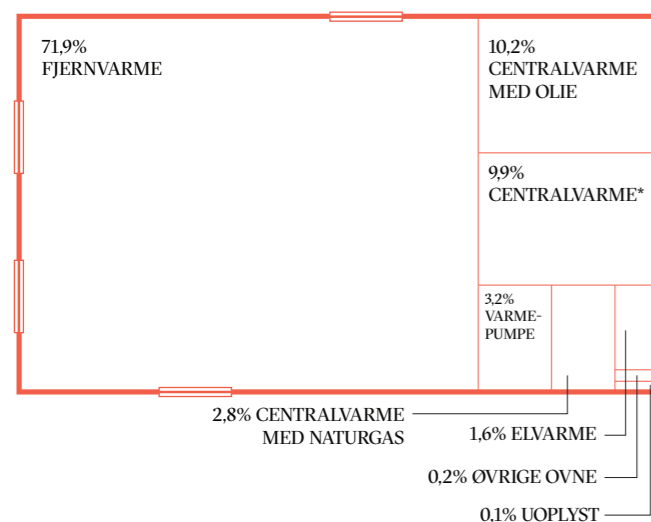 71,9%
FJERNVARME
10,2%
CENTRALVARME
MED OLIE
9,9%
CENTRALVARME*
3,2%
VARME-
PUMPE
2,8% CENTRALVARME
MED NATURGAS
1,6% ELVARME
0,2% ØVRIGE OVNE
0,1% UOPLYST